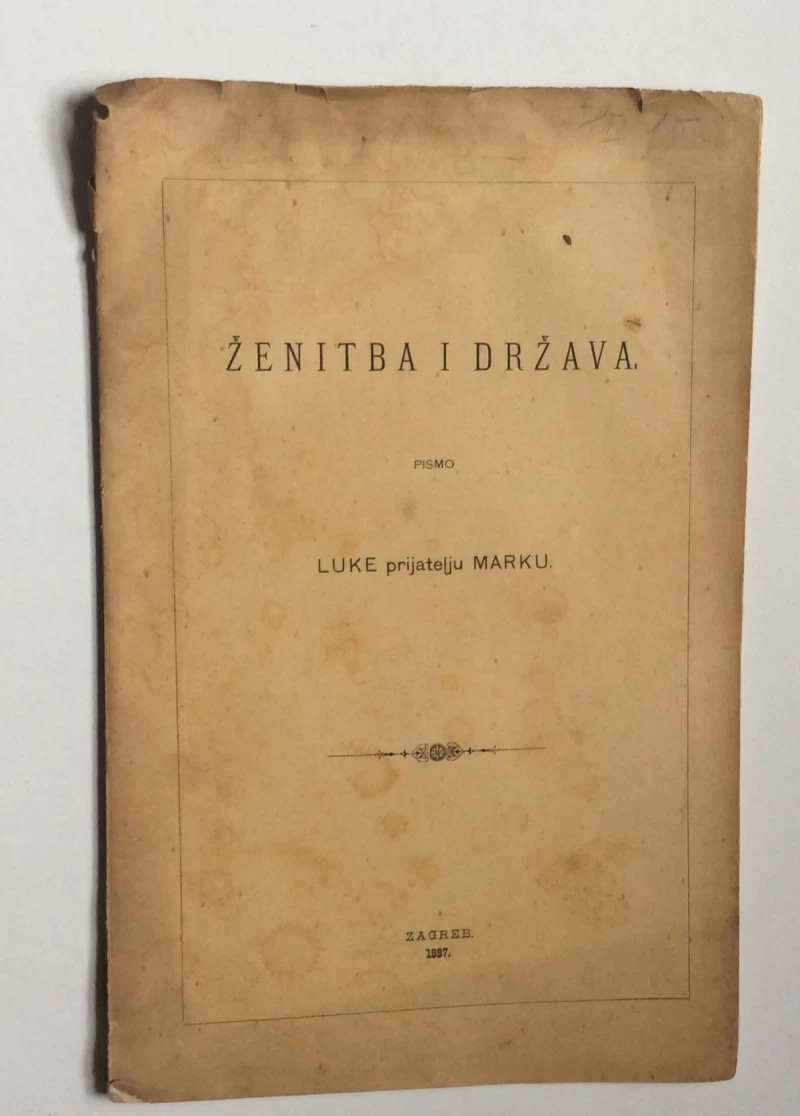 ŽENITBA I DRŽAVA.
PISMO
LUKE prijatelju MARKU.
ZAGREB.
1887.